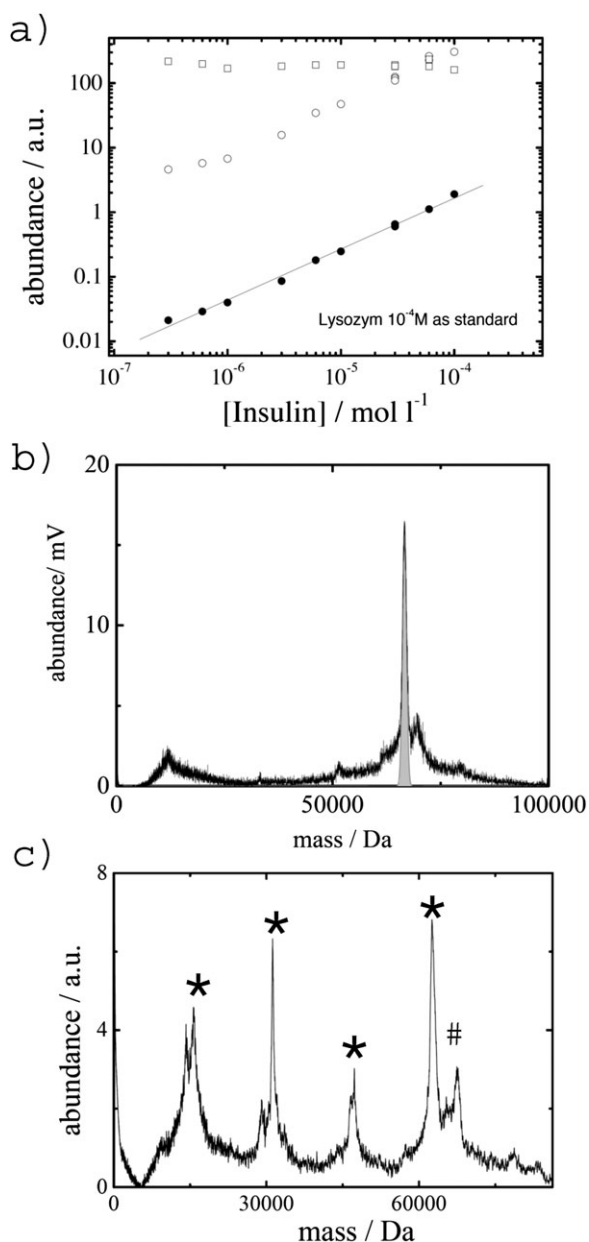 a)
abundance / a.u.
100
10
1
0.1
0.01
Lysozym 10⁻⁴M as standard
10⁻⁷ 10⁻⁶ 10⁻⁵ 10⁻⁴
[Insulin] / mol l⁻¹
b)
abundance/ mV
20
10
0
0 50000 100000
mass / Da
c)
abundance / a.u.
8
4
0
* * * * #
0 30000 60000
mass / Da